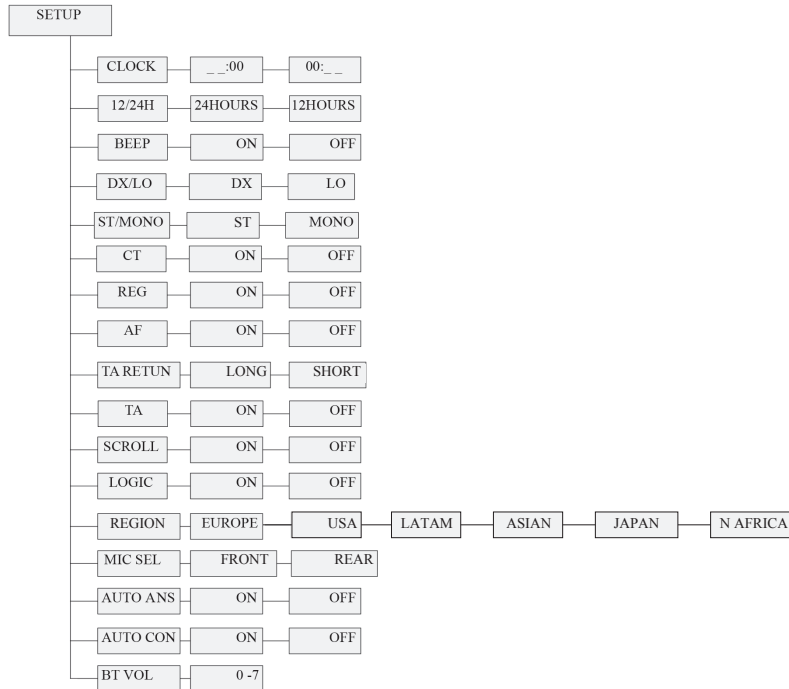 SETUP
CLOCK _ _:00 00:_ _
12/24H 24HOURS 12HOURS
BEEP ON OFF
DX/LO DX LO
ST/MONO ST MONO
CT ON OFF
REG ON OFF
AF ON OFF
TA RETUN LONG SHORT
TA ON OFF
SCROLL ON OFF
LOGIC ON OFF
REGION EUROPE USA LATAM ASIAN JAPAN N AFRICA
MIC SEL FRONT REAR
AUTO ANS ON OFF
AUTO CON ON OFF
BT VOL 0 -7